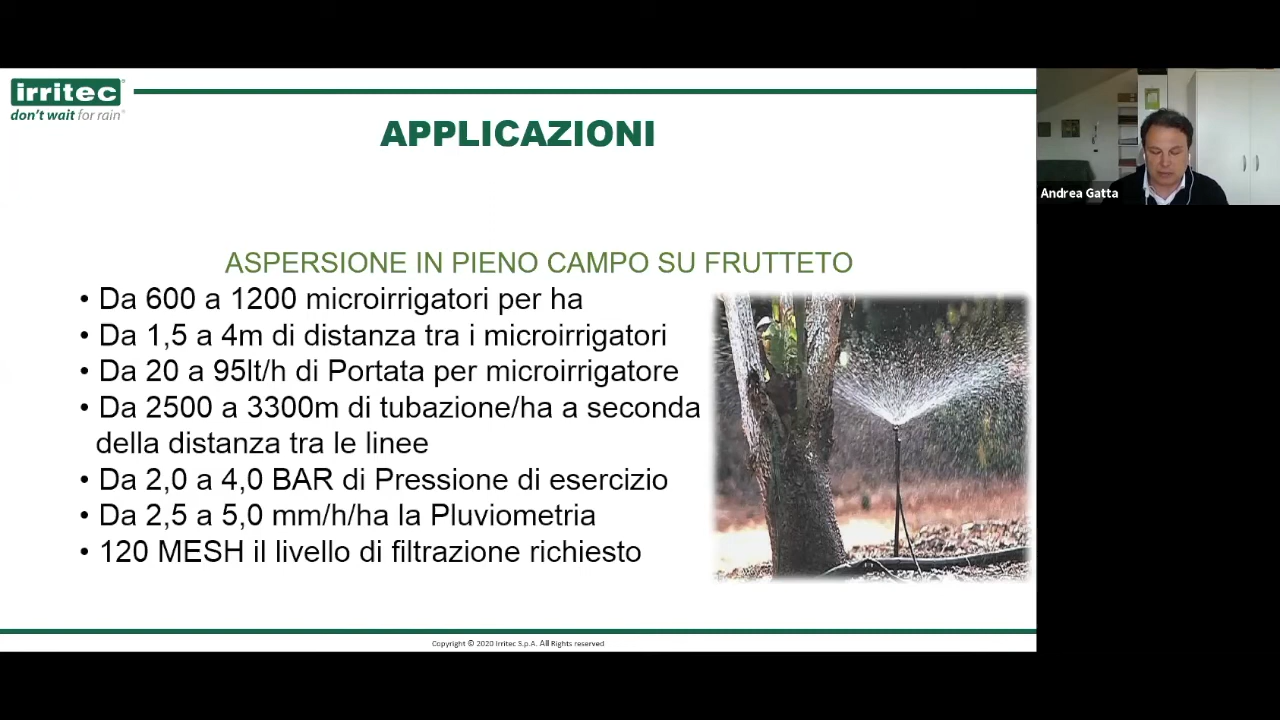 irritec
don't wait for rain®
APPLICAZIONI
Andrea Gatta
ASPERSIONE IN PIENO CAMPO SU FRUTTETO
• Da 600 a 1200 microirrigatori per ha
• Da 1,5 a 4m di distanza tra i microirrigatori
• Da 20 a 95lt/h di Portata per microirrigatore
• Da 2500 a 3300m di tubazione/ha a seconda
della distanza tra le linee
• Da 2,0 a 4,0 BAR di Pressione di esercizio
• Da 2,5 a 5,0 mm/h/ha la Pluviometria
• 120 MESH il livello di filtrazione richiesto
Copyright © 2020 Irritec S.p.A. All Rights reserved